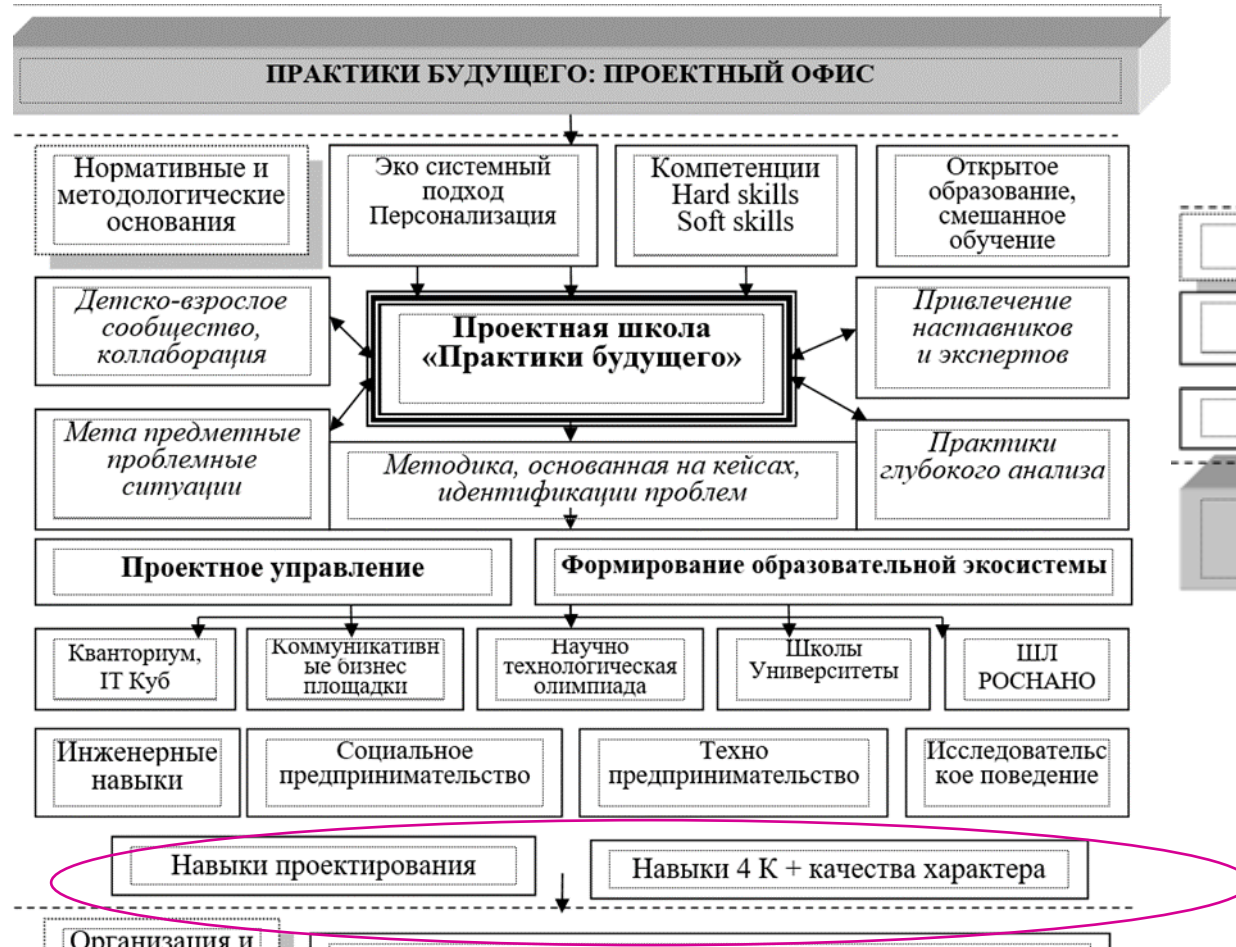 ПРАКТИКИ БУДУЩЕГО: ПРОЕКТНЫЙ ОФИС
Нормативные и
методологические
основания
Эко системный
подход
Персонализация
Компетенции
Hard skills
Soft skills
Открытое
образование,
смешанное
обучение
Детско-взрослое
сообщество,
коллаборация
Проектная школа
«Практики будущего»
Привлечение
наставников
и экспертов
Мета предметные
проблемные
ситуации
Методика, основанная на кейсах,
идентификации проблем
Практики
глубокого анализа
Проектное управление
Формирование образовательной экосистемы
Кванториум,
IT Куб
Коммуникативн
ые бизнес
площадки
Научно
технологическая
олимпиада
Школы
Университеты
ШЛ
РОСНАНО
Инженерные
навыки
Социальное
предпринимательство
Техно
предпринимательство
Исследовательс
кое поведение
Навыки проектирования
Навыки 4 К + качества характера
Организация и